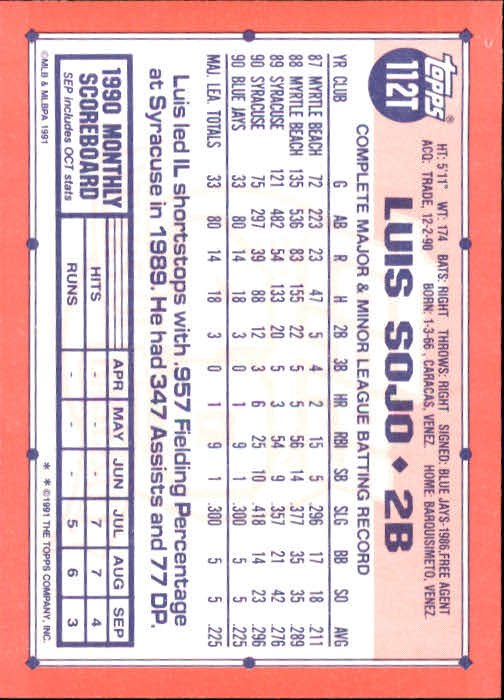 topps®
112T
LUIS SOJO ♦ 2B
HT: 5'11" WT: 174 BATS: RIGHT THROWS: RIGHT SIGNED: BLUE JAYS-1986, FREE AGENT
ACQ. TRADE, 12-2-90 BORN: 1-3-66, CARACAS, VENEZ. HOME: BARQUISIMETO, VENEZ.
COMPLETE MAJOR & MINOR LEAGUE BATTING RECORD
YR CLUB G AB R H 2B 3B HR RBI SB SLG BB SO AVG
87 MYRTLE BEACH 72 223 23 47 5 4 2 15 5 .296 17 18 .211
88 MYRTLE BEACH 135 536 83 155 22 5 5 56 14 .377 35 35 .289
89 SYRACUSE 121 482 54 133 20 5 3 54 9 .357 21 42 .276
90 SYRACUSE 75 297 39 88 12 3 6 25 10 .418 14 23 .296
90 BLUE JAYS 33 80 14 18 3 0 1 9 1 .300 5 5 .225
MAJ. LEA. TOTALS 33 80 14 18 3 0 1 9 1 .300 5 5 .225
Luis led IL shortstops with .957 Fielding Percentage
at Syracuse in 1989. He had 347 Assists and 77 DP.
1990 MONTHLY
SCOREBOARD
SEP includes OCT stats
APR MAY JUN JUL AUG SEP
HITS - - - 7 7 4
RUNS - - - 5 6 3
©MLB & MLBPA 1991
* * ©1991 THE TOPPS COMPANY, INC.